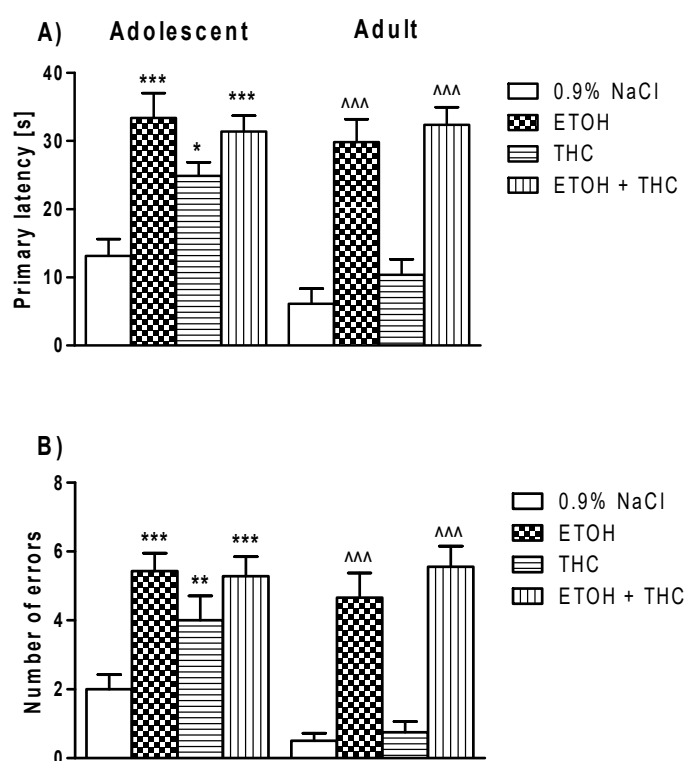 A) Adolescent Adult
40
30
20
10
0
Primary latency [s]
***
*
***
^^^
^^^
0.9% NaCl
ETOH
THC
ETOH + THC
B)
8
6
4
2
0
Number of errors
***
**
***
^^^
^^^
0.9% NaCl
ETOH
THC
ETOH + THC